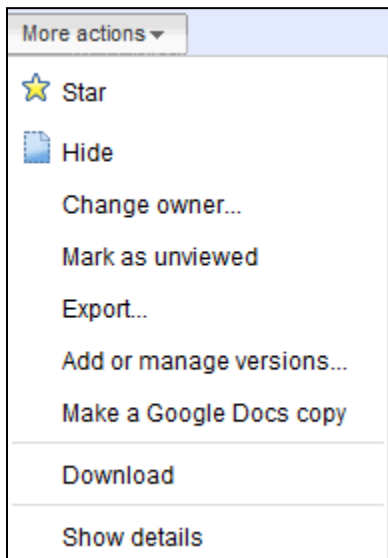 More actions
Star
Hide
Change owner...
Mark as unviewed
Export...
Add or manage versions...
Make a Google Docs copy
Download
Show details